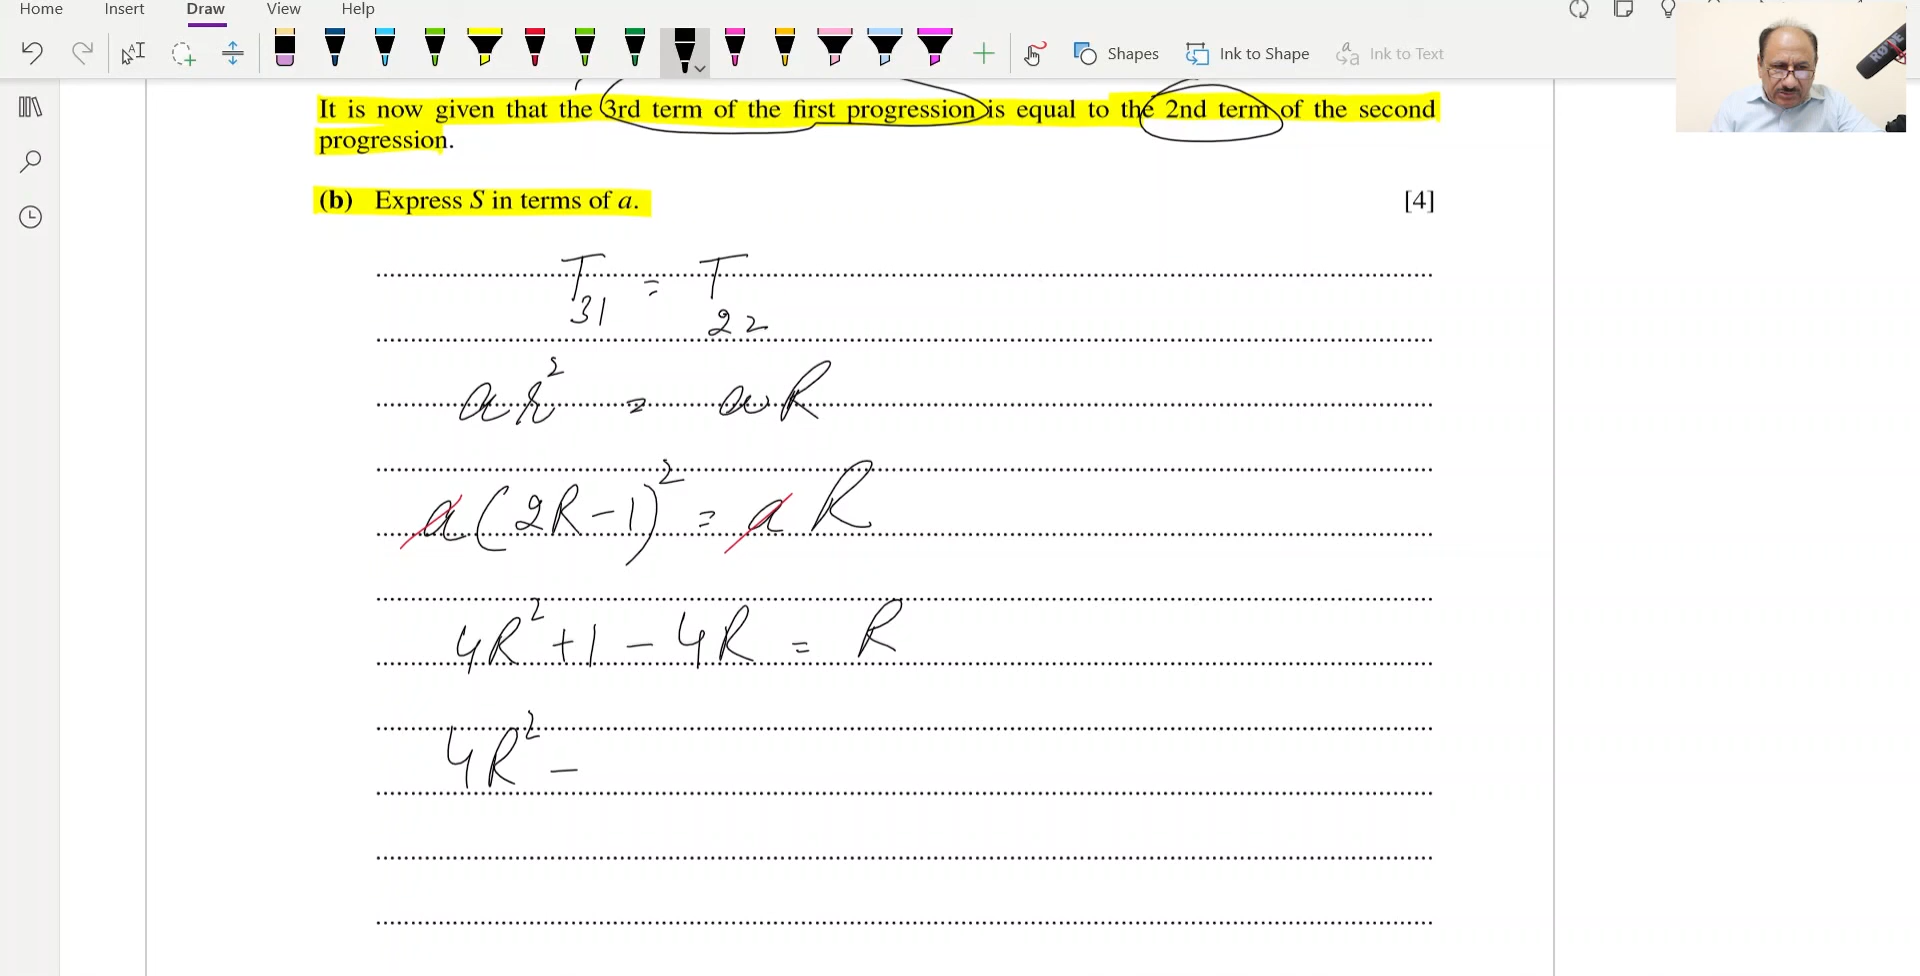 Home Insert Draw View Help
Shapes Ink to Shape Ink to Text
It is now given that the 3rd term of the first progression is equal to the 2nd term of the second
progression.
(b) Express S in terms of a. [4]
T₃₁ = T₂₂
ar² = aR
a(2R-1)² = a R
4R² + 1 - 4R = R
4R² -
RØDE